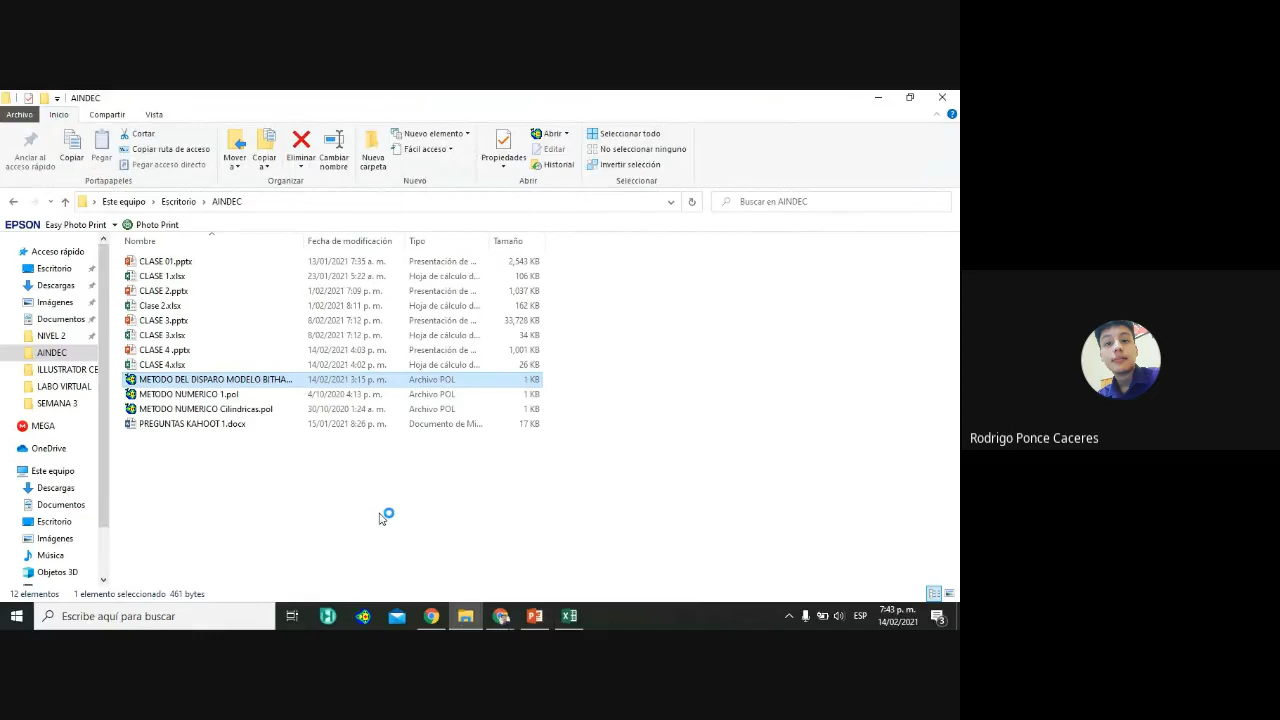 AINDEC
Archivo Inicio Compartir Vista
Anclar al acceso rápido
Copiar
Pegar
Cortar
Copiar ruta de acceso
Pegar acceso directo
Portapapeles
Mover a
Copiar a
Eliminar
Cambiar nombre
Organizar
Nueva carpeta
Nuevo elemento
Fácil acceso
Nuevo
Propiedades
Abrir
Editar
Historial
Abrir
Seleccionar todo
No seleccionar ninguno
Invertir selección
Seleccionar
Este equipo > Escritorio > AINDEC
Buscar en AINDEC
EPSON Easy Photo Print Photo Print
Nombre Fecha de modificación Tipo Tamaño
CLASE 01.pptx 13/01/2021 7:35 a. m. Presentación de ... 2,543 KB
CLASE 1.xlsx 23/01/2021 5:22 a. m. Hoja de cálculo d... 106 KB
CLASE 2.pptx 1/02/2021 7:09 p. m. Presentación de ... 1,037 KB
Clase 2.xlsx 1/02/2021 8:11 p. m. Hoja de cálculo d... 162 KB
CLASE 3.pptx 8/02/2021 7:12 p. m. Presentación de ... 33,728 KB
CLASE 3.xlsx 8/02/2021 7:12 p. m. Hoja de cálculo d... 34 KB
CLASE 4 .pptx 14/02/2021 4:03 p. m. Presentación de ... 1,001 KB
CLASE 4.xlsx 14/02/2021 4:02 p. m. Hoja de cálculo d... 26 KB
METODO DEL DISPARO MODELO BITHA... 14/02/2021 3:15 p. m. Archivo POL 1 KB
METODO NUMERICO 1.pol 4/10/2020 4:13 p. m. Archivo POL 1 KB
METODO NUMERICO Cilindricas.pol 30/10/2020 1:24 a. m. Archivo POL 1 KB
PREGUNTAS KAHOOT 1.docx 15/01/2021 8:26 p. m. Documento de Mi... 17 KB
Acceso rápido
Escritorio
Descargas
Imágenes
Documentos
NIVEL 2
AINDEC
ILLUSTRATOR CE
LABO VIRTUAL
SEMANA 3
MEGA
OneDrive
Este equipo
Descargas
Documentos
Escritorio
Imágenes
Música
Objetos 3D
12 elementos 1 elemento seleccionado 461 bytes
Escribe aquí para buscar
ESP
7:43 p. m.
14/02/2021
3
Rodrigo Ponce Caceres